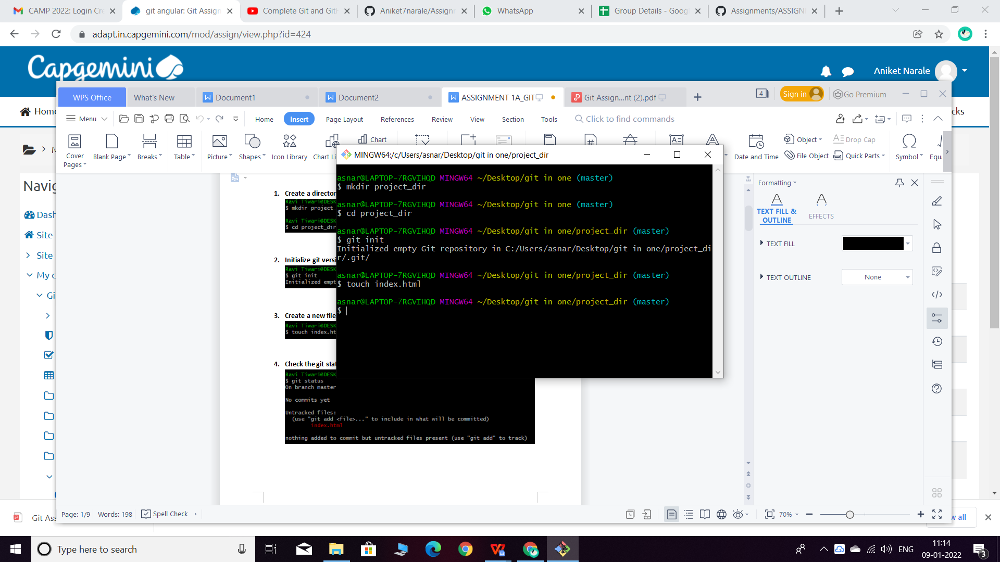 CAMP 2022: Login Cre
git angular: Git Assign
Complete Git and Gith
Aniket7narale/Assignm
WhatsApp
Group Details - Goog
Assignments/ASSIGN
adapt.in.capgemini.com/mod/assign/view.php?id=424
Capgemini
Aniket Narale
Home
WPS Office
What's New
Document1
Document2
ASSIGNMENT 1A_GIT
Git Assign...nt (2).pdf
4
Sign in
Go Premium
cks
Menu
Home
Insert
Page Layout
References
Review
View
Section
Tools
Click to find commands
Cover Pages
Blank Page
Breaks
Table
Picture
Shapes
Icon Library
Chart
Chart Li
Date and Time
Object
File Object
Drop Cap
Quick Parts
Symbol
Equa
MINGW64:/c/Users/asnar/Desktop/git in one/project_dir
asnar@LAPTOP-7RGVIHQD MINGW64 ~/Desktop/git in one (master)
$ mkdir project_dir
asnar@LAPTOP-7RGVIHQD MINGW64 ~/Desktop/git in one (master)
$ cd project_dir
asnar@LAPTOP-7RGVIHQD MINGW64 ~/Desktop/git in one/project_dir (master)
$ git init
Initialized empty Git repository in C:/Users/asnar/Desktop/git in one/project_di
r/.git/
asnar@LAPTOP-7RGVIHQD MINGW64 ~/Desktop/git in one/project_dir (master)
$ touch index.html
asnar@LAPTOP-7RGVIHQD MINGW64 ~/Desktop/git in one/project_dir (master)
$
Navig
Dash
Site
Site p
My c
Gi
1. Create a director
Ravi Tiwari@DESK
$ mkdir project_
Ravi Tiwari@DESK
$ cd project_dir
2. Initialize git versi
Ravi Tiwari@DESK
$ git init
Initialized empt
3. Create a new file
Ravi Tiwari@DESK
$ touch index.ht
4. Check the git stat
Ravi Tiwari@DESK
$ git status
On branch master
No commits yet
Untracked files:
(use "git add <file>..." to include in what will be committed)
index.html
nothing added to commit but untracked files present (use "git add" to track)
Formatting
TEXT FILL & OUTLINE
EFFECTS
TEXT FILL
TEXT OUTLINE
None
Page: 1/9
Words: 198
Spell Check
70%
Git Ass
w all
Type here to search
ENG
11:14
09-01-2022
3